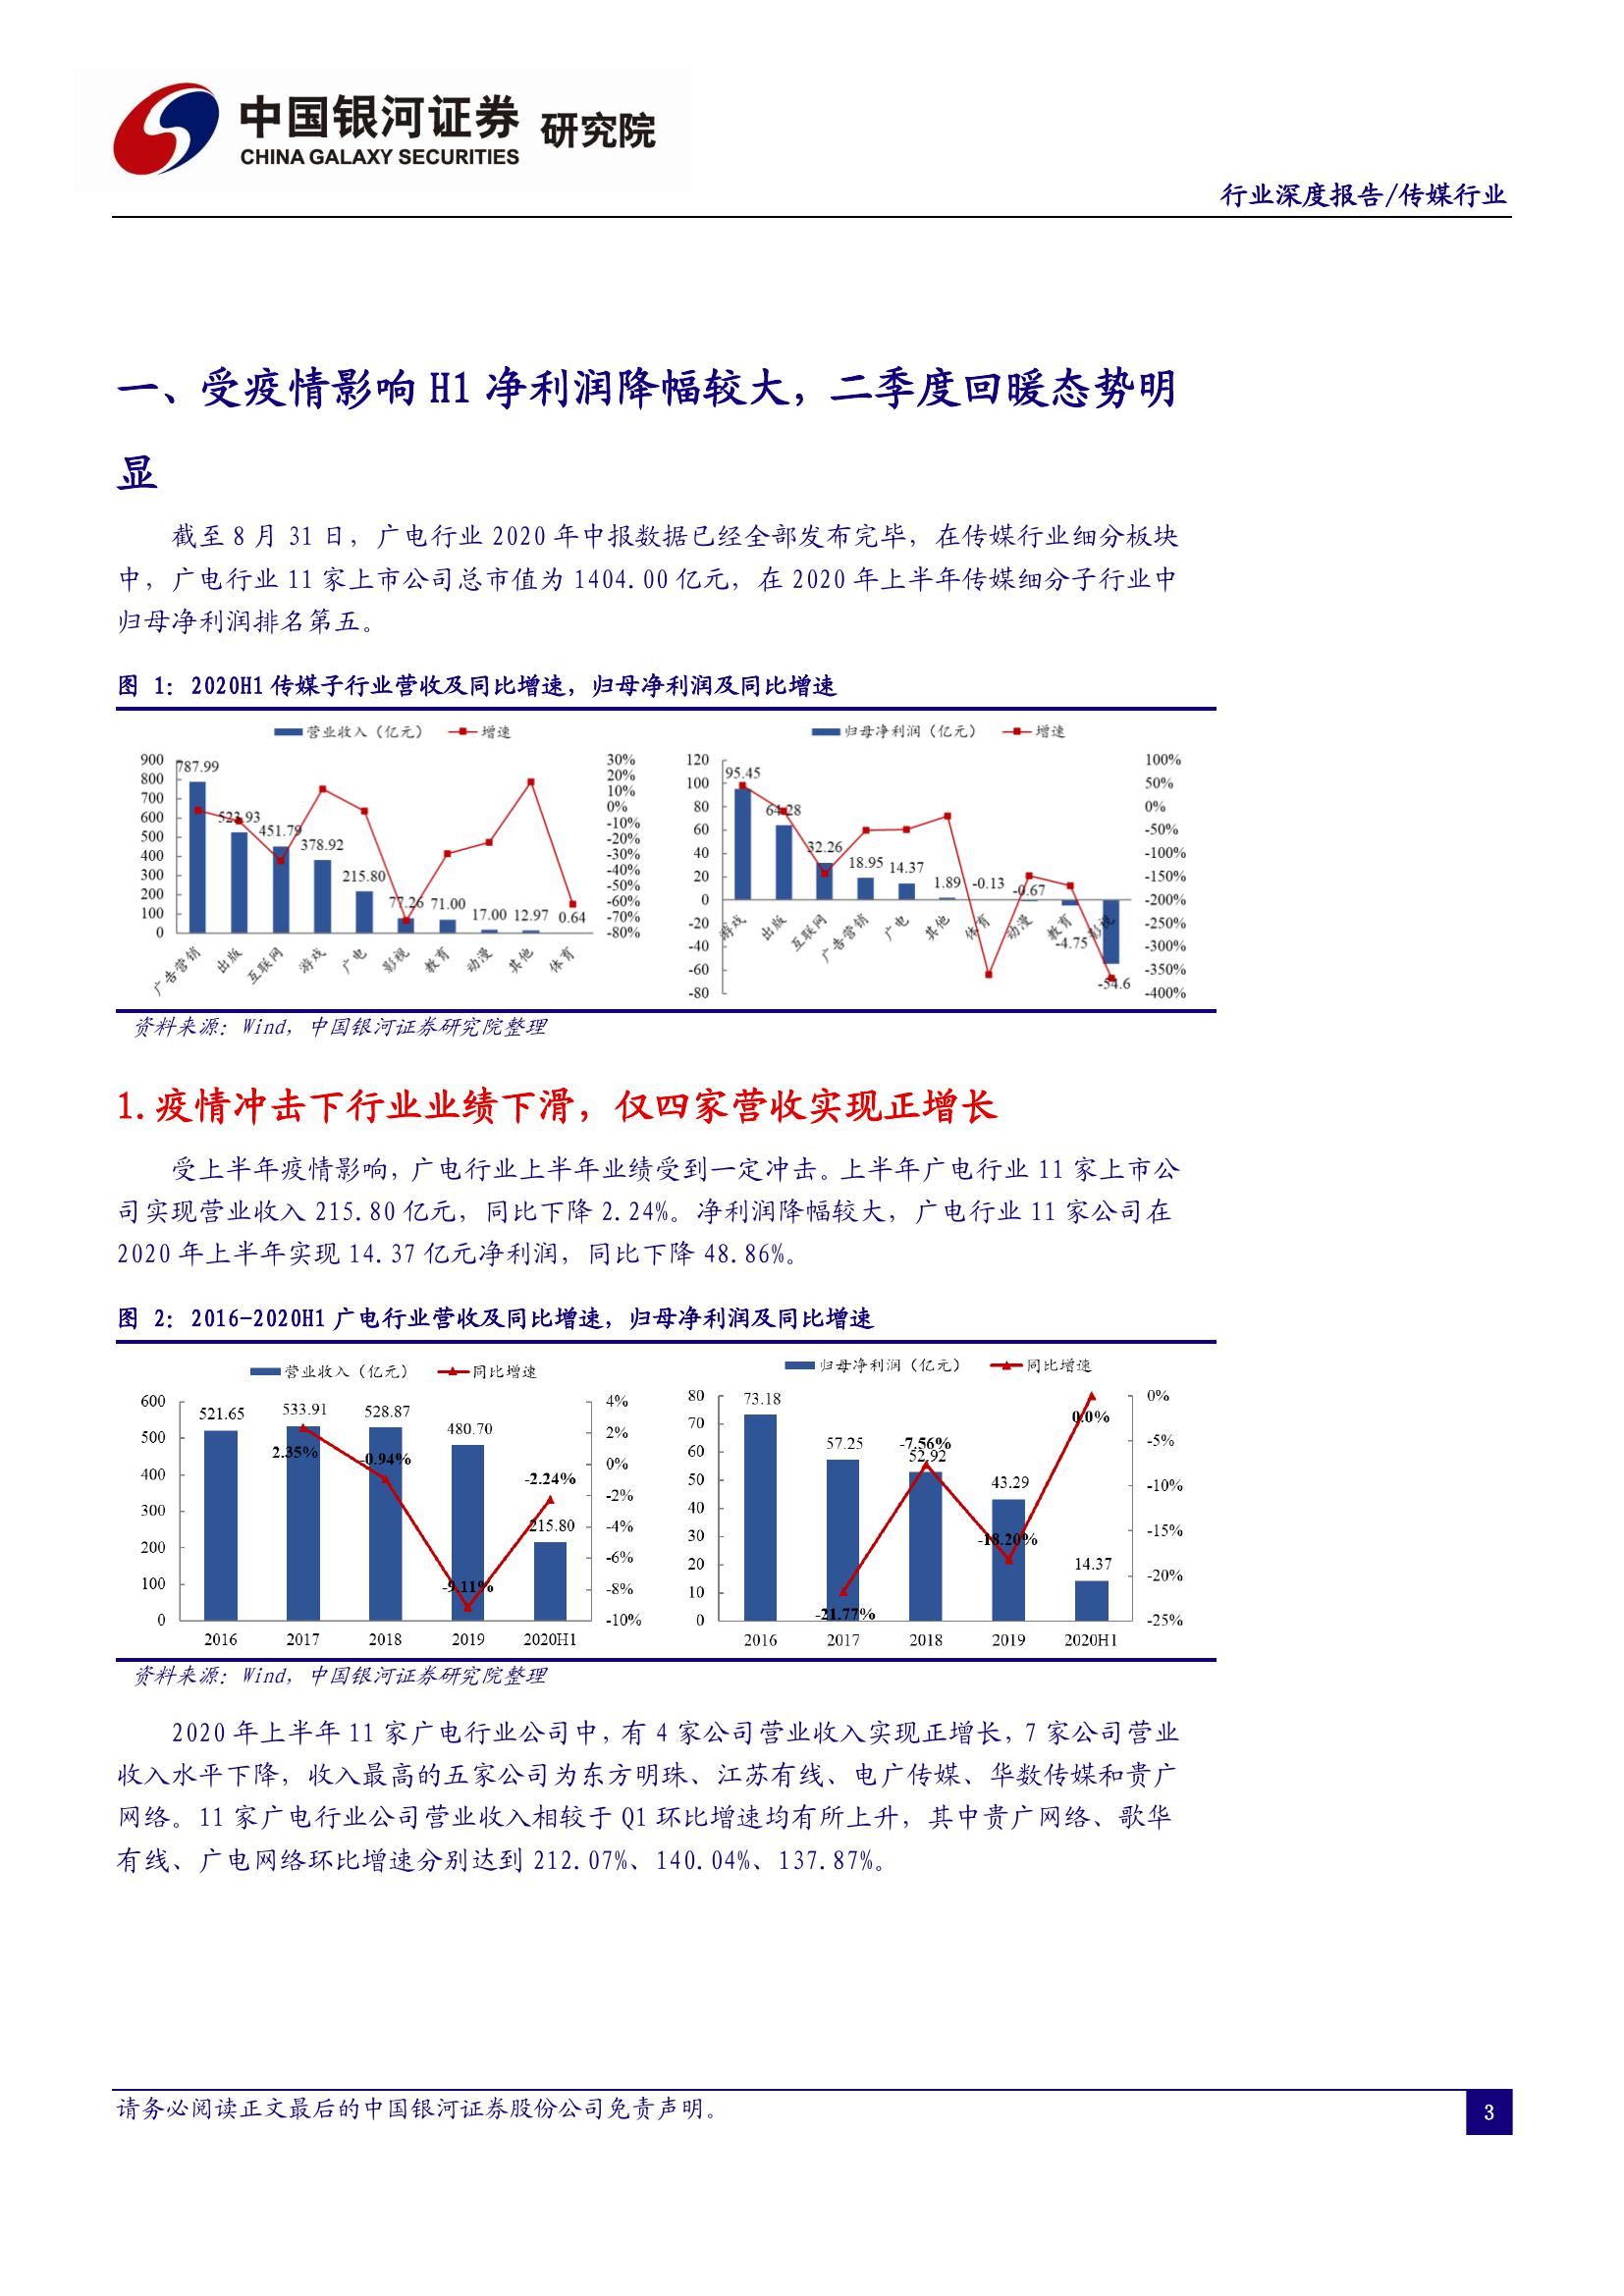 中国银河证券 研究院
CHINA GALAXY SECURITIES
行业深度报告/传媒行业
一、受疫情影响 H1 净利润降幅较大，二季度回暖态势明
显
截至 8 月 31 日，广电行业 2020 年中报数据已经全部发布完毕，在传媒行业细分板块
中，广电行业 11 家上市公司总市值为 1404.00 亿元，在 2020 年上半年传媒细分子行业中
归母净利润排名第五。
图 1：2020H1 传媒子行业营收及同比增速，归母净利润及同比增速
营业收入（亿元） 增速
900
800
700
600
500
400
300
200
100
0
787.99 523.93 451.79 378.92 215.80 77.26 71.00 17.00 12.97 0.64
30%
20%
10%
0%
-10%
-20%
-30%
-40%
-50%
-60%
-70%
-80%
广告营销 出版 互联网 游戏 广电 影视 教育 动漫 其他 体育
归母净利润（亿元） 增速
120
100
80
60
40
20
0
-20
-40
-60
-80
95.45 64.28 32.26 18.95 14.37 1.89 -0.13 -0.67 -4.75 -54.6
100%
50%
0%
-50%
-100%
-150%
-200%
-250%
-300%
-350%
-400%
游戏 出版 互联网 广告营销 广电 其他 体育 动漫 教育 影视
资料来源：Wind，中国银河证券研究院整理
1.疫情冲击下行业业绩下滑，仅四家营收实现正增长
受上半年疫情影响，广电行业上半年业绩受到一定冲击。上半年广电行业 11 家上市公
司实现营业收入 215.80 亿元，同比下降 2.24%。净利润降幅较大，广电行业 11 家公司在
2020 年上半年实现 14.37 亿元净利润，同比下降 48.86%。
图 2：2016-2020H1 广电行业营收及同比增速，归母净利润及同比增速
营业收入（亿元） 同比增速
600
500
400
300
200
100
0
521.65 533.91 528.87 480.70 215.80
2.35% -0.94% -9.11% -2.24%
4%
2%
0%
-2%
-4%
-6%
-8%
-10%
2016 2017 2018 2019 2020H1
归母净利润（亿元） 同比增速
80
70
60
50
40
30
20
10
0
73.18 57.25 52.92 43.29 14.37
-21.77% -7.56% -18.20% 0.0%
0%
-5%
-10%
-15%
-20%
-25%
2016 2017 2018 2019 2020H1
资料来源：Wind，中国银河证券研究院整理
2020 年上半年 11 家广电行业公司中，有 4 家公司营业收入实现正增长，7 家公司营业
收入水平下降，收入最高的五家公司为东方明珠、江苏有线、电广传媒、华数传媒和贵广
网络。11 家广电行业公司营业收入相较于 Q1 环比增速均有所上升，其中贵广网络、歌华
有线、广电网络环比增速分别达到 212.07%、140.04%、137.87%。
请务必阅读正文最后的中国银河证券股份公司免责声明。
3